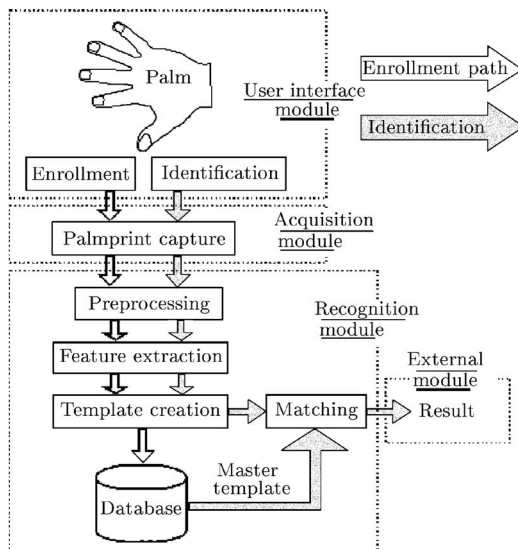 Palm
Enrollment path
User interface
module
Identification
Enrollment
Identification
Acquisition
module
Palmprint capture
Preprocessing
Recognition
module
Feature extraction
External
module
Template creation
Matching
Result
Master
template
Database